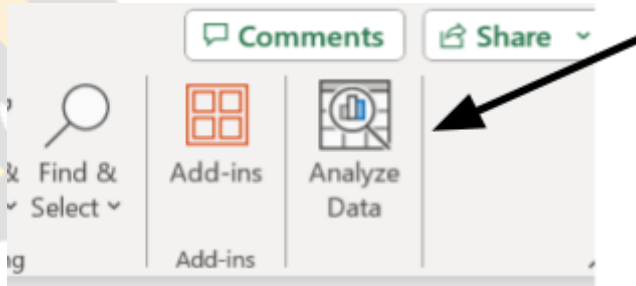 Comments Share
& Find & Add-ins Analyze
Select Data
ng Add-ins